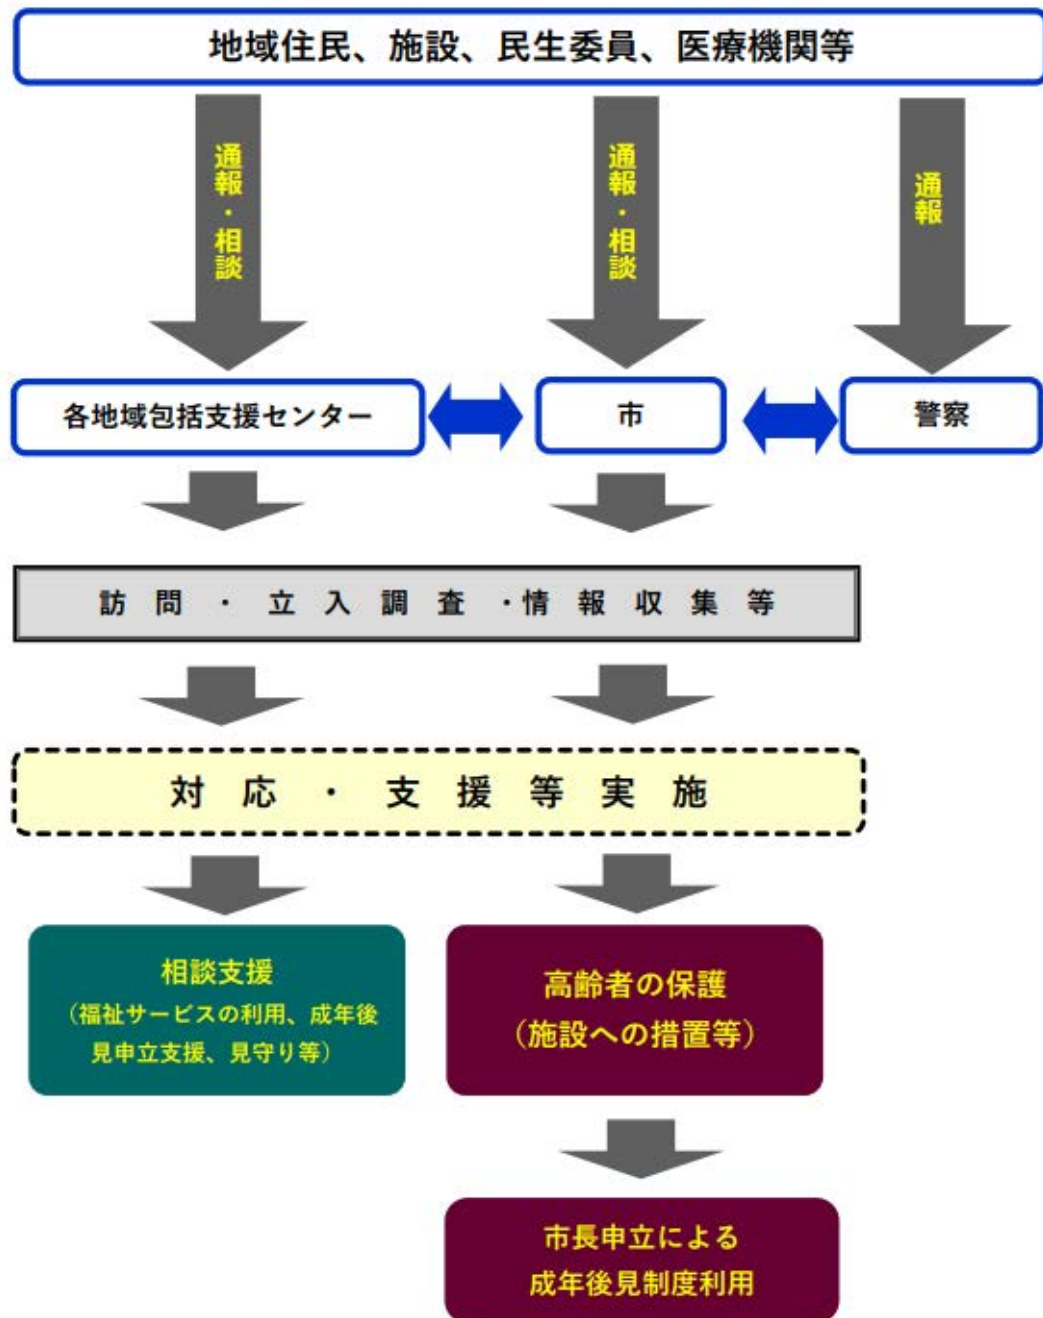 地域住民、施設、民生委員、医療機関等
通報・相談
通報・相談
通報
各地域包括支援センター
市
警察
訪問・立入調査・情報収集等
対応・支援等実施
相談支援
（福祉サービスの利用、成年後
見申立支援、見守り等）
高齢者の保護
（施設への措置等）
市長申立による
成年後見制度利用